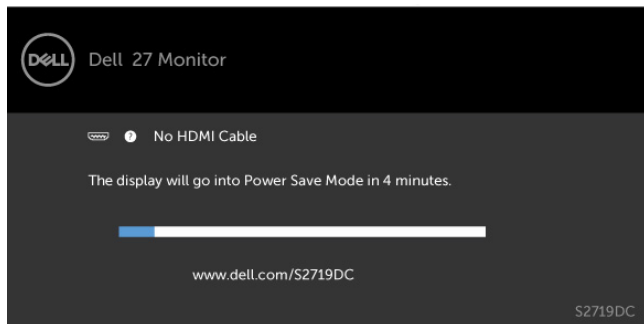 DELL
Dell 27 Monitor
? No HDMI Cable
The display will go into Power Save Mode in 4 minutes.
www.dell.com/S2719DC
S2719DC